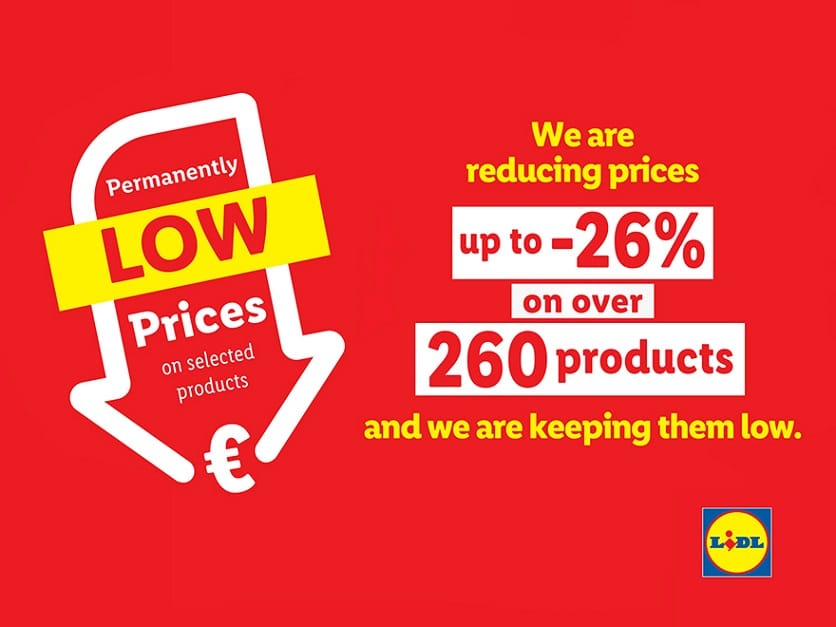 Permanently
LOW
Prices
on selected
products
€
We are
reducing prices
up to -26%
on over
260 products
and we are keeping them low.
LIDL